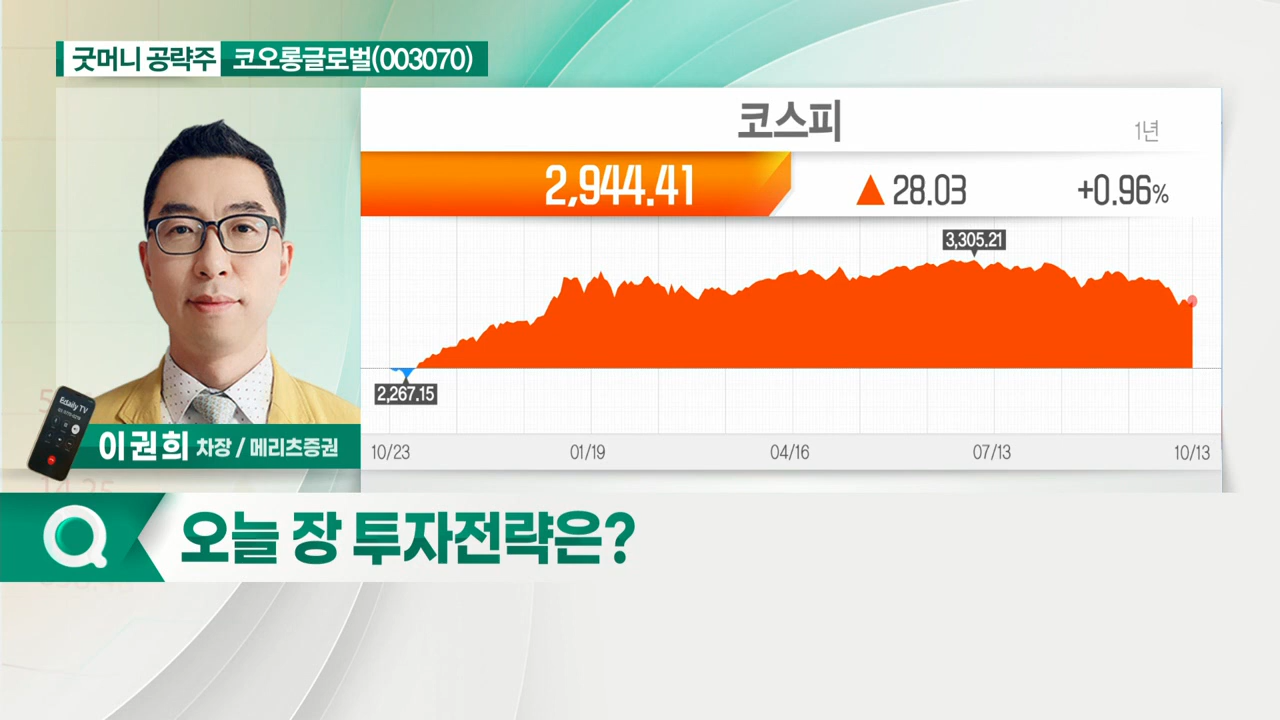 굿머니 공략주 코오롱글로벌(003070)
코스피
1년
2,944.41 ▲ 28.03 +0.96%
3,305.21
2,267.15
10/23 01/19 04/16 07/13 10/13
Edaily TV
이권희 차장 / 메리츠증권
Q 오늘 장 투자전략은?